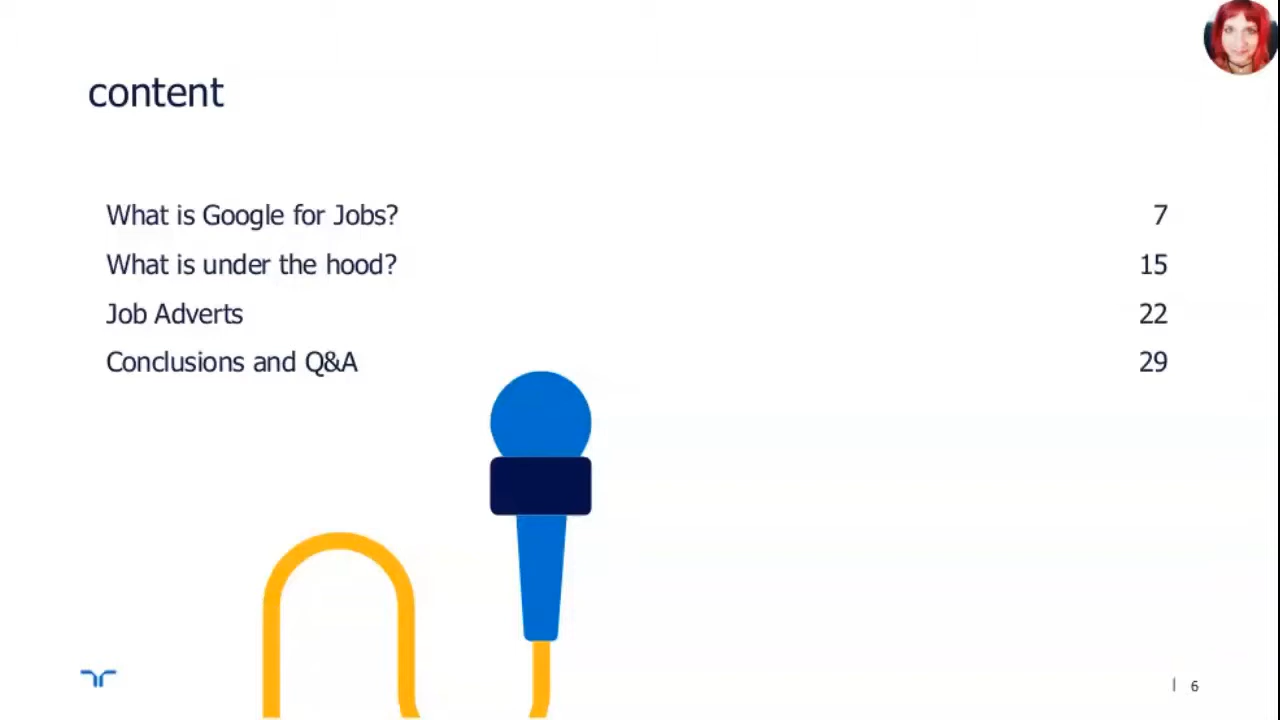 content
What is Google for Jobs? 7
What is under the hood? 15
Job Adverts 22
Conclusions and Q&A 29
| 6